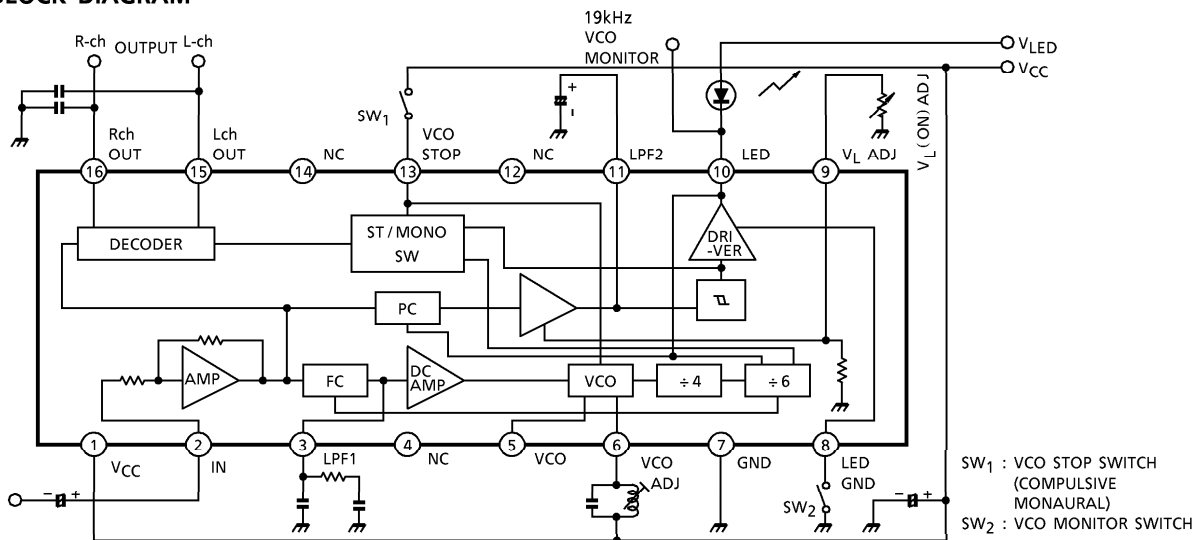 BLOCK DIAGRAM
19kHz
VCO
MONITOR
R-ch OUTPUT L-ch
VLED
VCC
SW1
+
-
VL (ON) ADJ
Rch
OUT
Lch
OUT
NC
VCO
STOP
NC
LPF2
LED
VL ADJ
16
15
14
13
12
11
10
9
DECODER
ST / MONO
SW
DRI
-VER
PC
AMP
FC
DC
AMP
VCO
÷ 4
÷ 6
1
2
3
4
5
6
7
8
VCC
IN
LPF1
NC
VCO
VCO
ADJ
GND
LED
GND
- +
SW2
- +
SW1 : VCO STOP SWITCH
(COMPULSIVE
MONAURAL)
SW2 : VCO MONITOR SWITCH